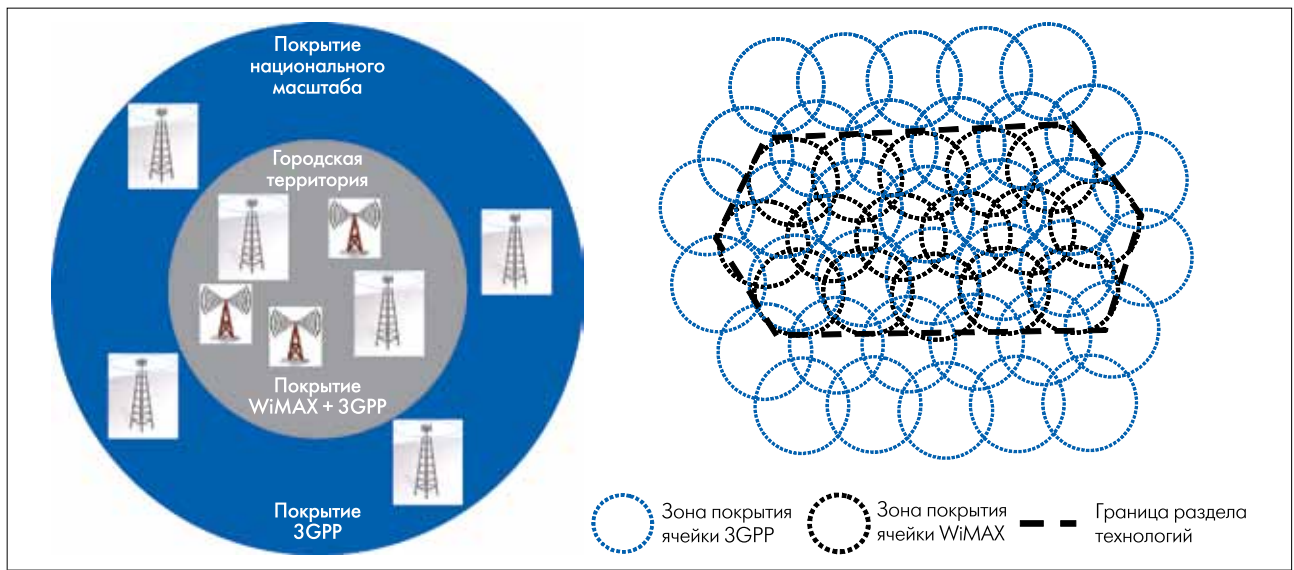 Покрытие
национального
масштаба
Городская
территория
Покрытие
WiMAX + 3GPP
Покрытие
3GPP
Зона покрытия
ячейки 3GPP
Зона покрытия
ячейки WiMAX
Граница раздела
технологий